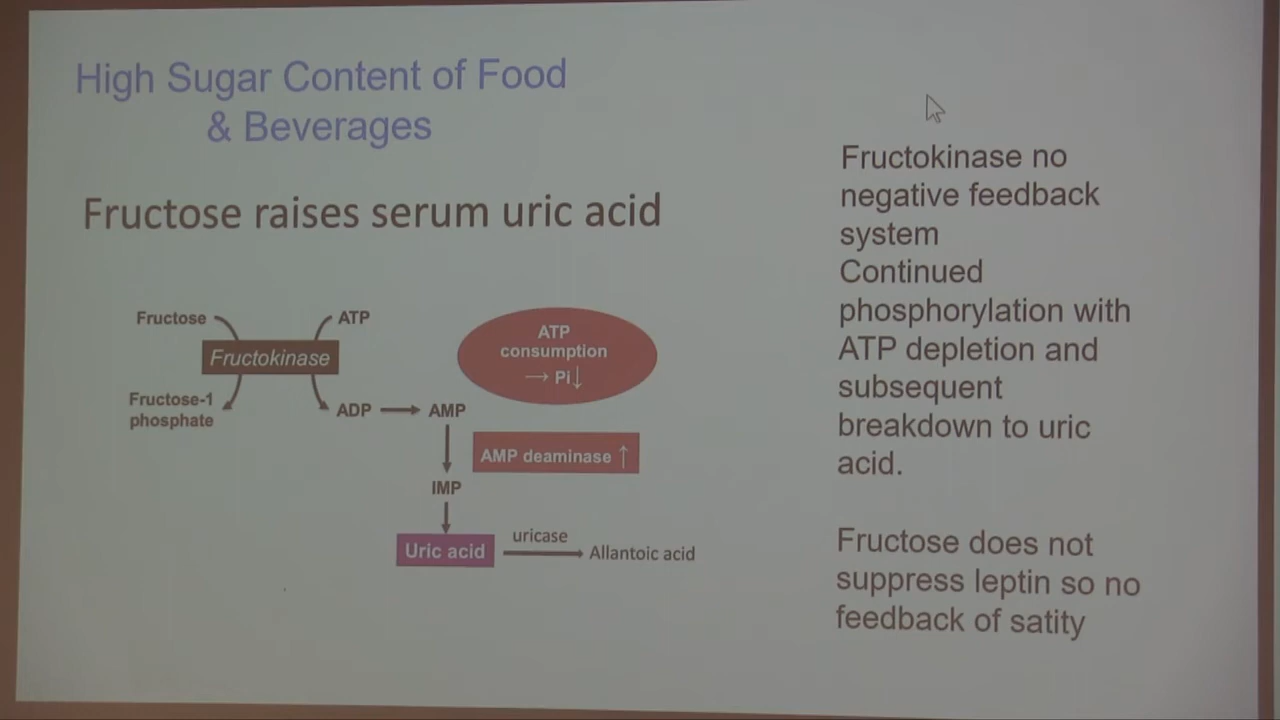 High Sugar Content of Food
& Beverages
Fructose raises serum uric acid
Fructose
ATP
Fructokinase
Fructose-1
phosphate
ADP
AMP
ATP
consumption
→ Pi↓
AMP deaminase ↑
IMP
Uric acid
uricase
Allantoic acid
Fructokinase no
negative feedback
system
Continued
phosphorylation with
ATP depletion and
subsequent
breakdown to uric
acid.
Fructose does not
suppress leptin so no
feedback of satity